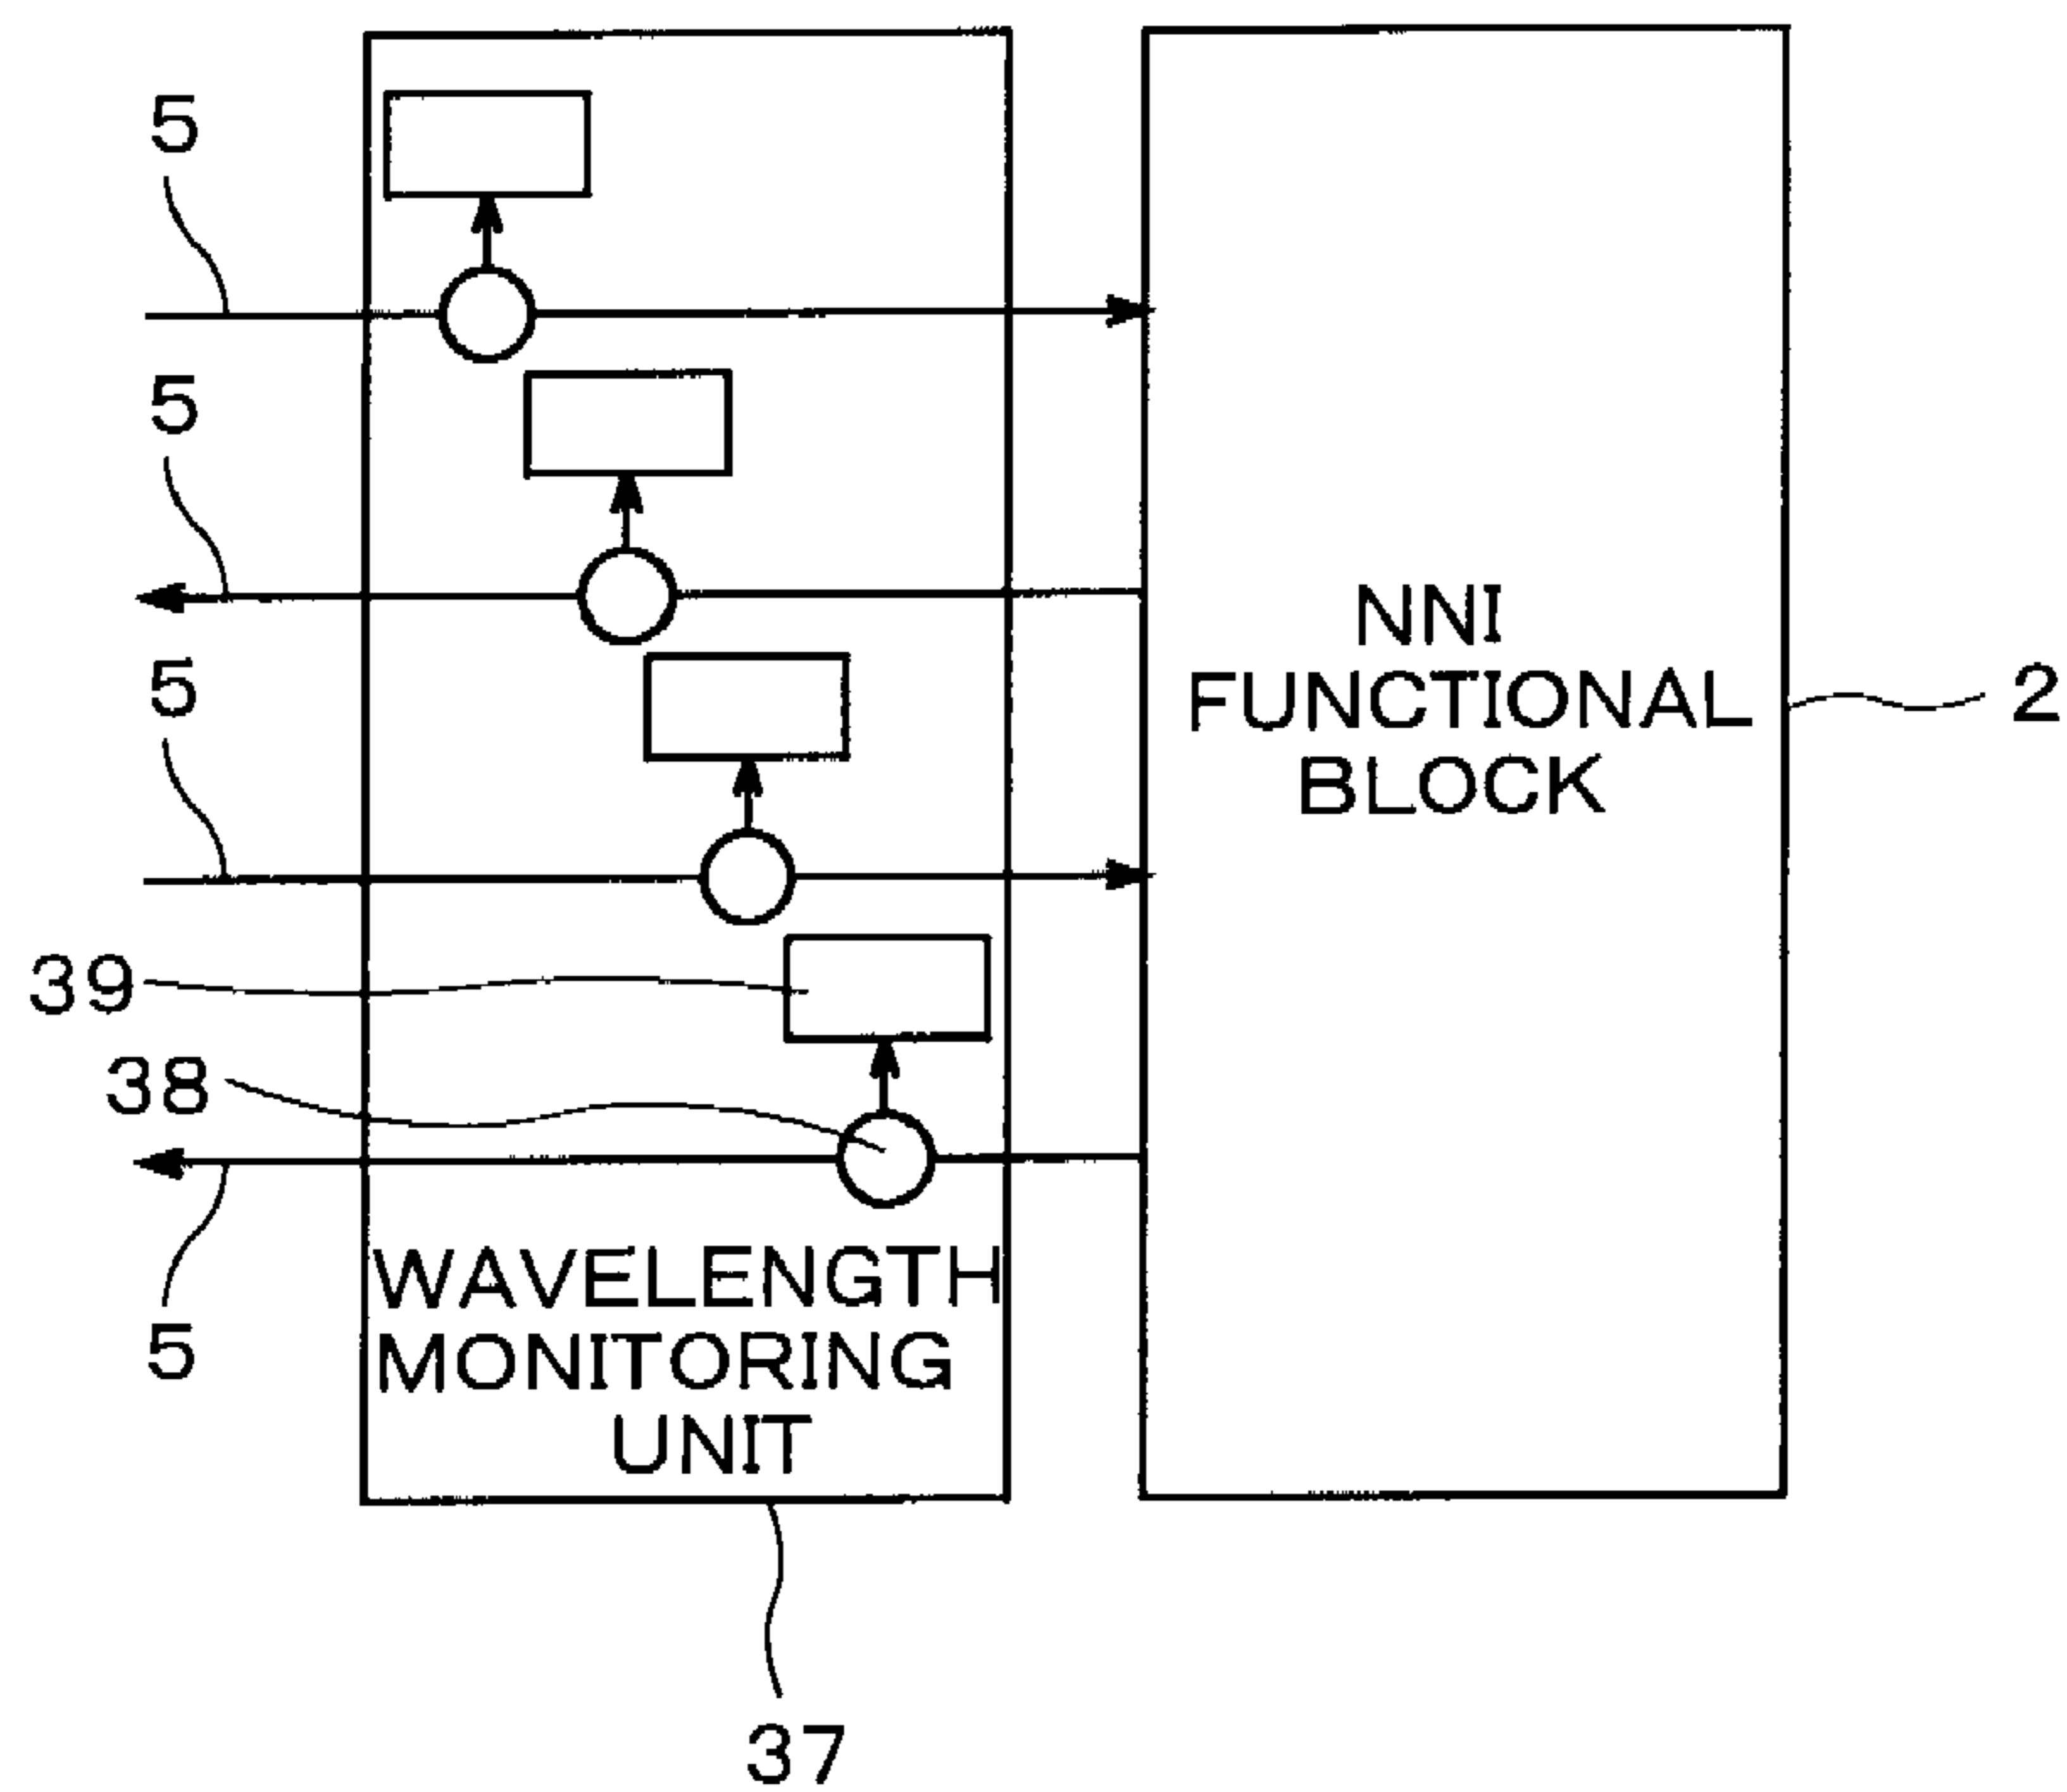 5
5
NNI
FUNCTIONAL
BLOCK
2
5
39
38
5
WAVELENGTH
MONITORING
UNIT
37